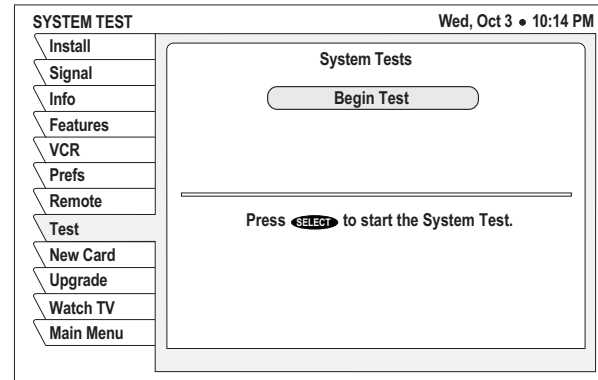 SYSTEM TEST
Wed, Oct 3 ● 10:14 PM
Install
Signal
Info
Features
VCR
Prefs
Remote
Test
New Card
Upgrade
Watch TV
Main Menu
System Tests
Begin Test
Press SELECT to start the System Test.